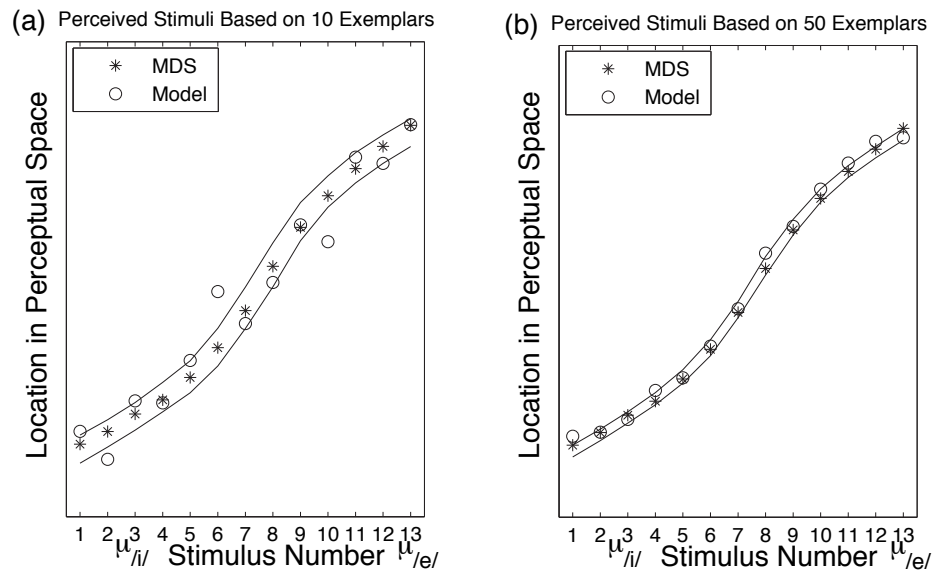 (a) Perceived Stimuli Based on 10 Exemplars
MDS
Model
Location in Perceptual Space
1 2 3 4 5 6 7 8 9 10 11 12 13
μ/i/ Stimulus Number μ/e/
(b) Perceived Stimuli Based on 50 Exemplars
MDS
Model
Location in Perceptual Space
1 2 3 4 5 6 7 8 9 10 11 12 13
μ/i/ Stimulus Number μ/e/